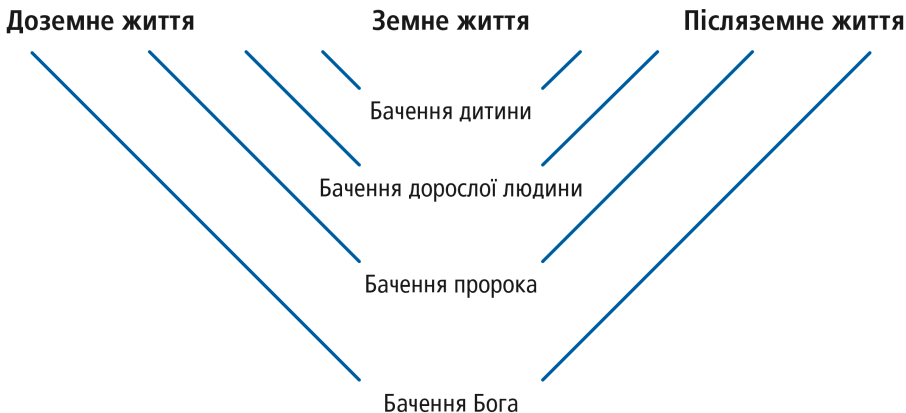 Доземне життя Земне життя Післяземне життя
Бачення дитини
Бачення дорослої людини
Бачення пророка
Бачення Бога